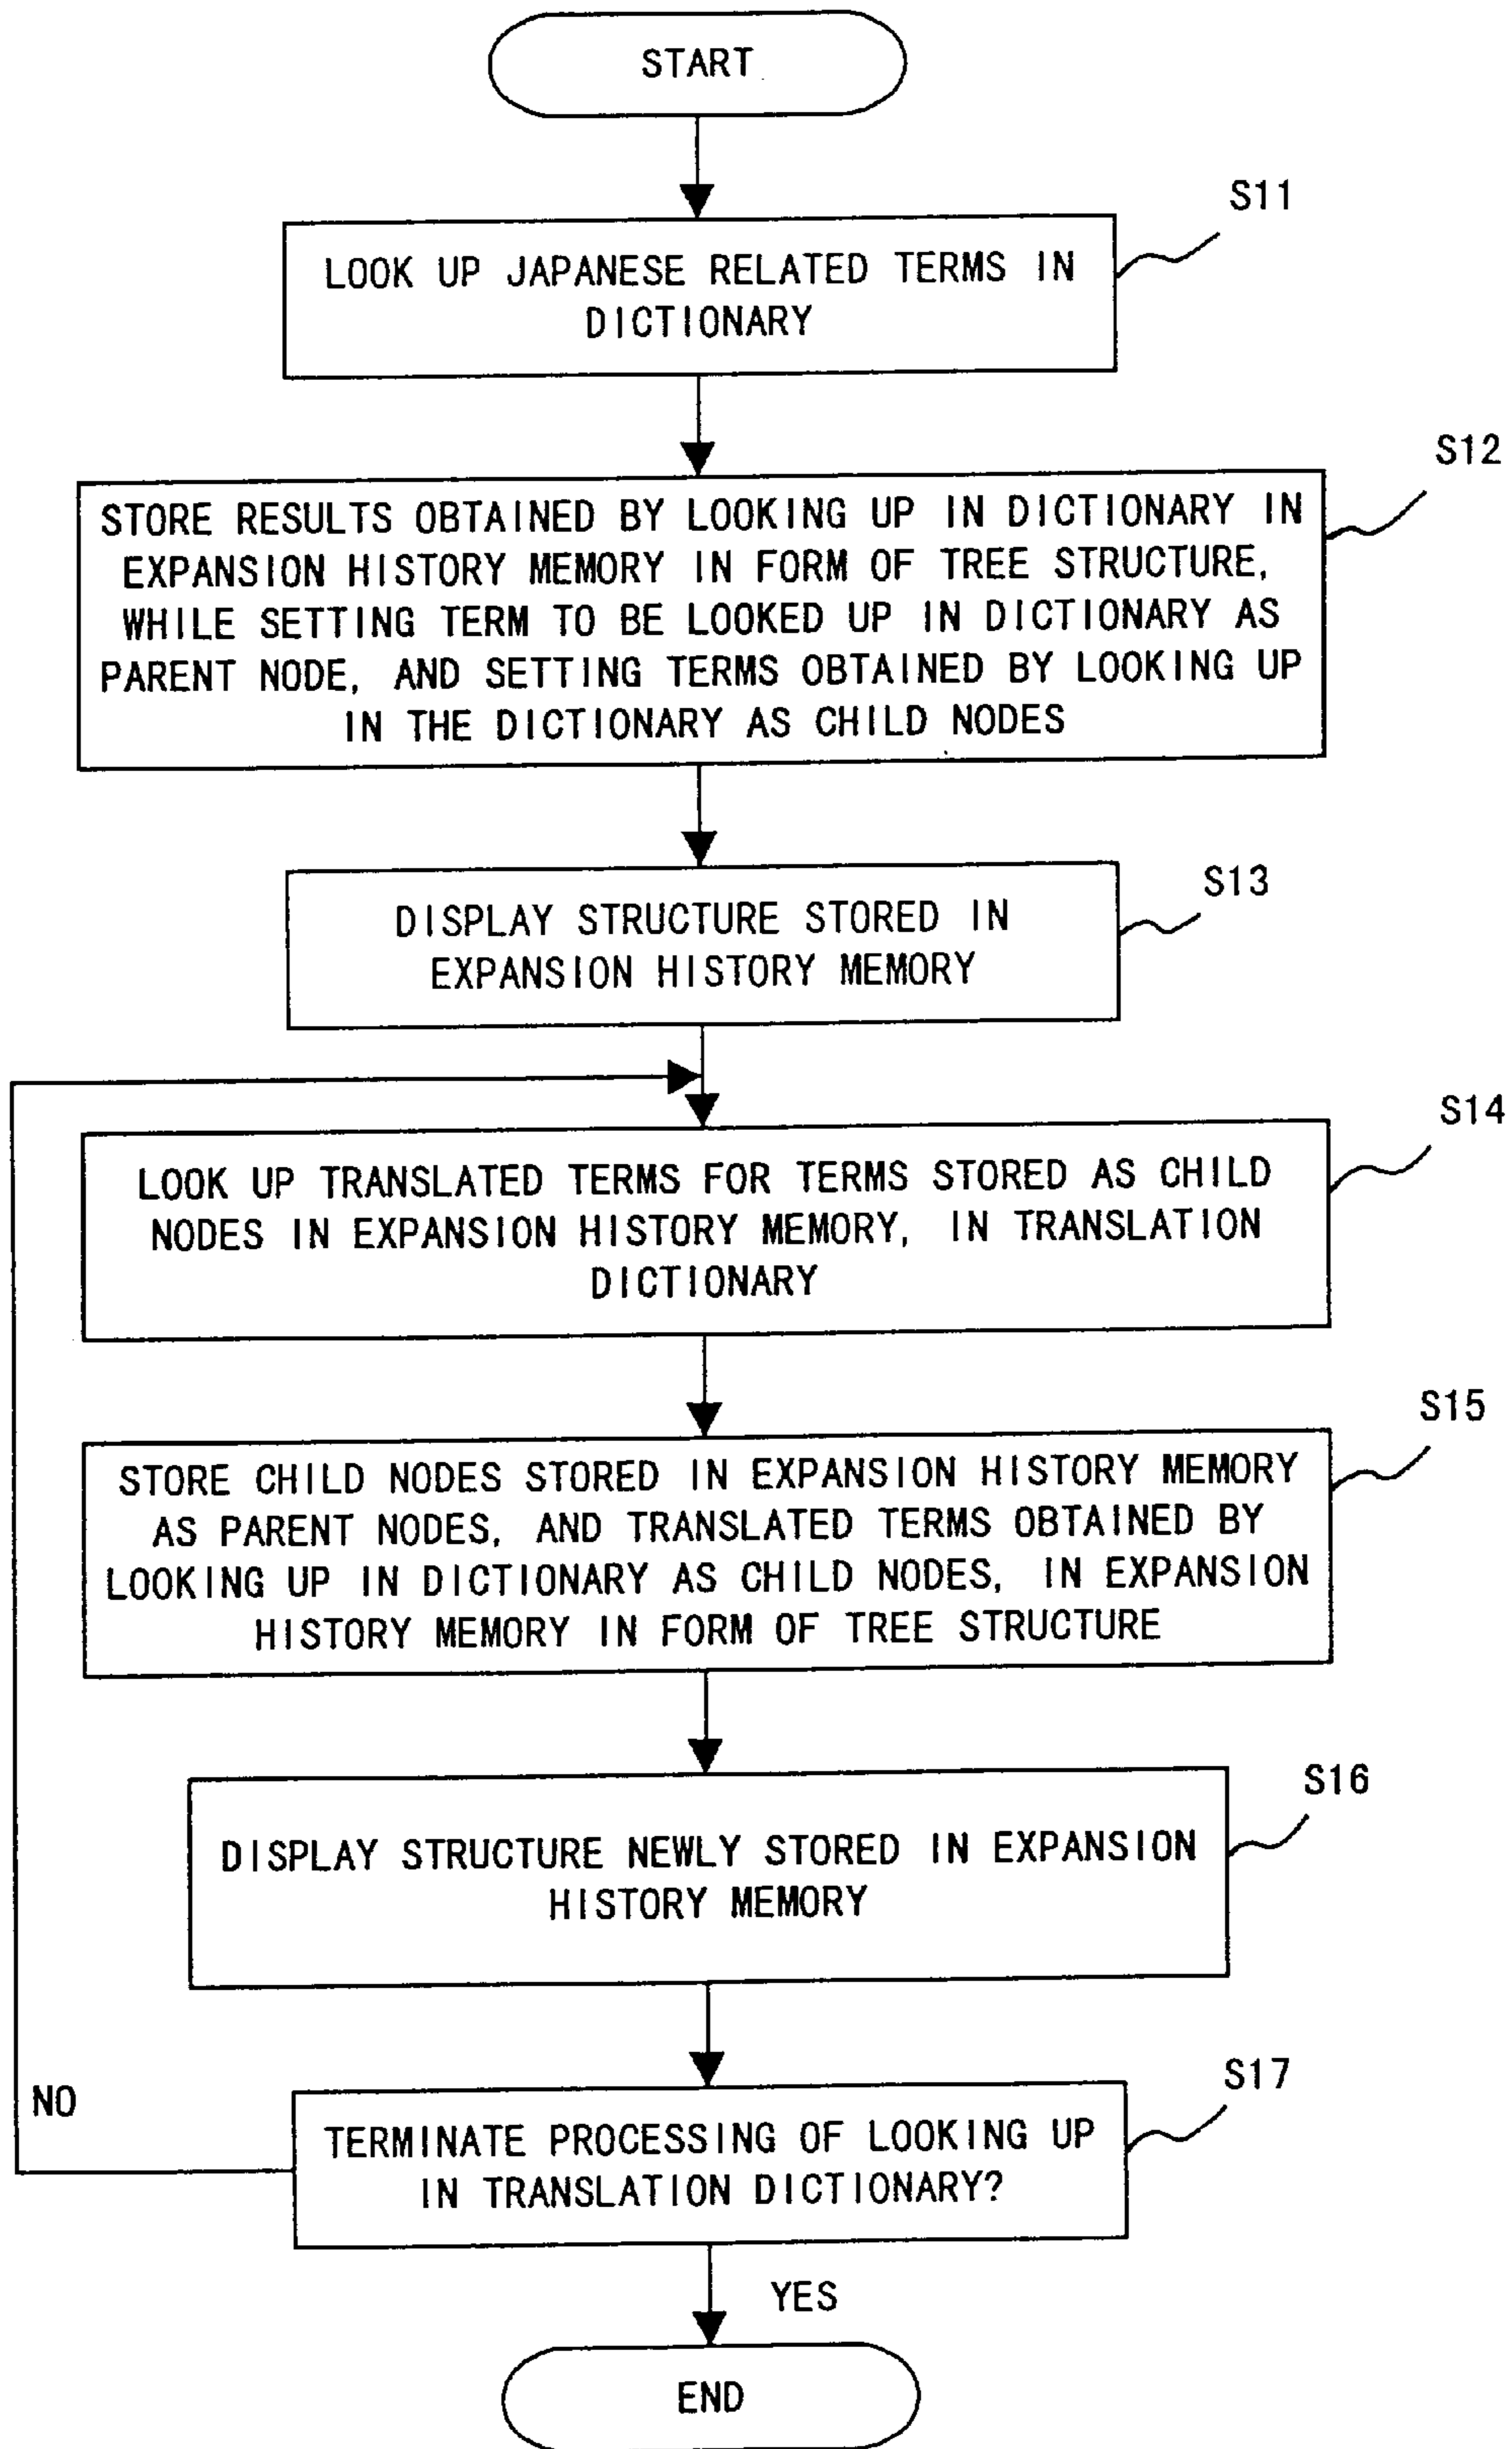 START
S11
LOOK UP JAPANESE RELATED TERMS IN
DICTIONARY
S12
STORE RESULTS OBTAINED BY LOOKING UP IN DICTIONARY IN
EXPANSION HISTORY MEMORY IN FORM OF TREE STRUCTURE,
WHILE SETTING TERM TO BE LOOKED UP IN DICTIONARY AS
PARENT NODE, AND SETTING TERMS OBTAINED BY LOOKING UP
IN THE DICTIONARY AS CHILD NODES
S13
DISPLAY STRUCTURE STORED IN
EXPANSION HISTORY MEMORY
S14
LOOK UP TRANSLATED TERMS FOR TERMS STORED AS CHILD
NODES IN EXPANSION HISTORY MEMORY, IN TRANSLATION
DICTIONARY
S15
STORE CHILD NODES STORED IN EXPANSION HISTORY MEMORY
AS PARENT NODES, AND TRANSLATED TERMS OBTAINED BY
LOOKING UP IN DICTIONARY AS CHILD NODES, IN EXPANSION
HISTORY MEMORY IN FORM OF TREE STRUCTURE
S16
DISPLAY STRUCTURE NEWLY STORED IN EXPANSION
HISTORY MEMORY
S17
NO
TERMINATE PROCESSING OF LOOKING UP
IN TRANSLATION DICTIONARY?
YES
END